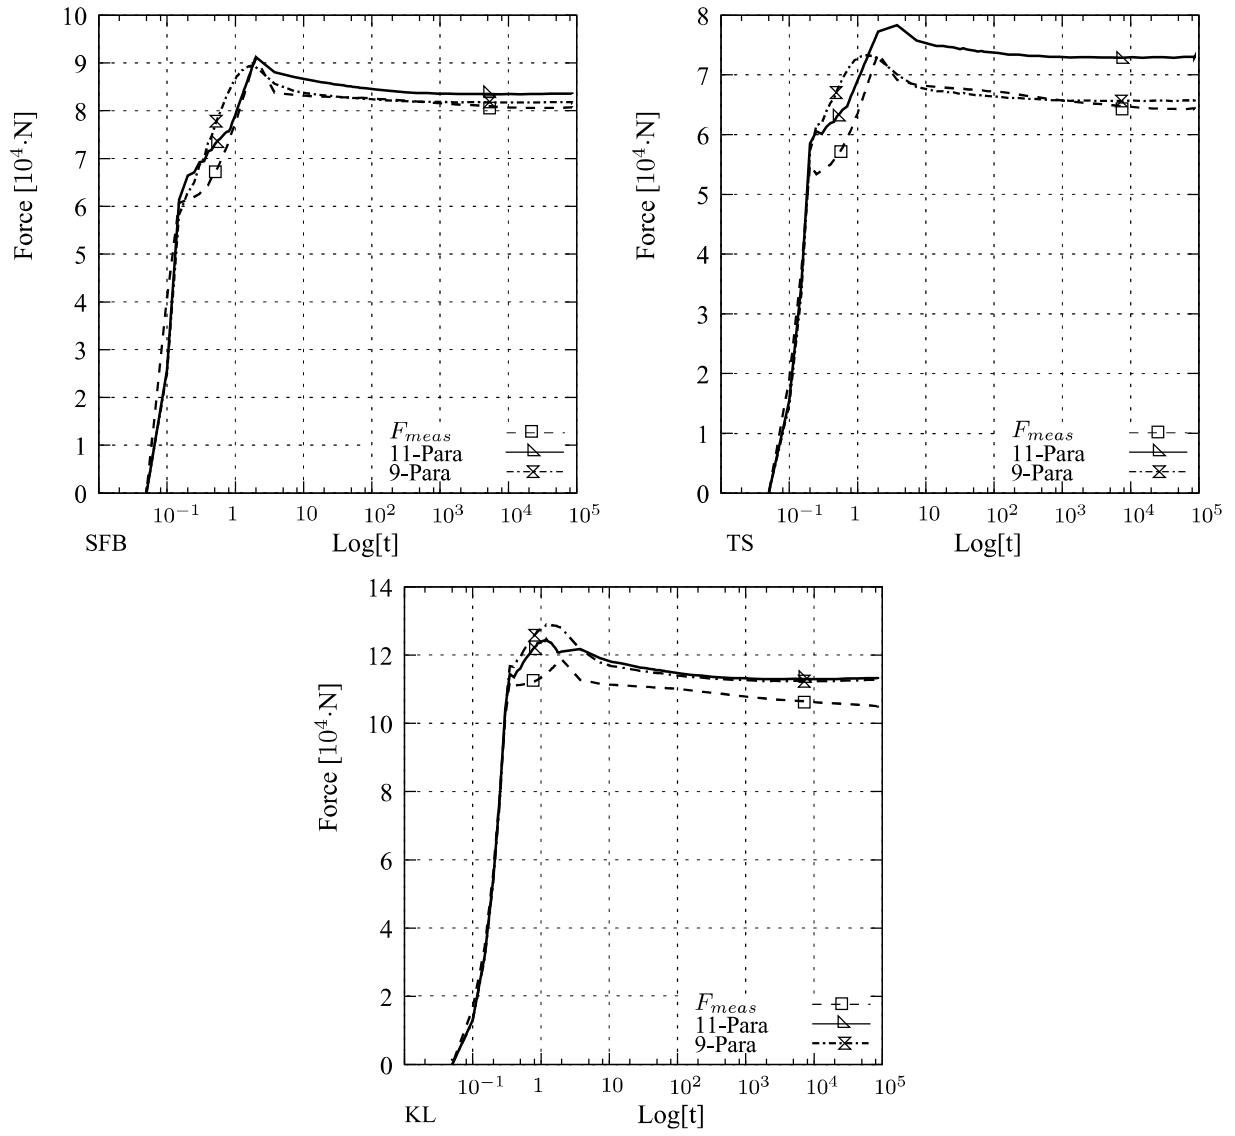 10
9
8
7
6
5
4
3
2
1
0
Force [10⁴·N]
F_meas
11-Para
9-Para
10⁻¹ 1 10 10² 10³ 10⁴ 10⁵
SFB Log[t]
8
7
6
5
4
3
2
1
0
Force [10⁴·N]
F_meas
11-Para
9-Para
10⁻¹ 1 10 10² 10³ 10⁴ 10⁵
TS Log[t]
14
12
10
8
6
4
2
0
Force [10⁴·N]
F_meas
11-Para
9-Para
10⁻¹ 1 10 10² 10³ 10⁴ 10⁵
KL Log[t]